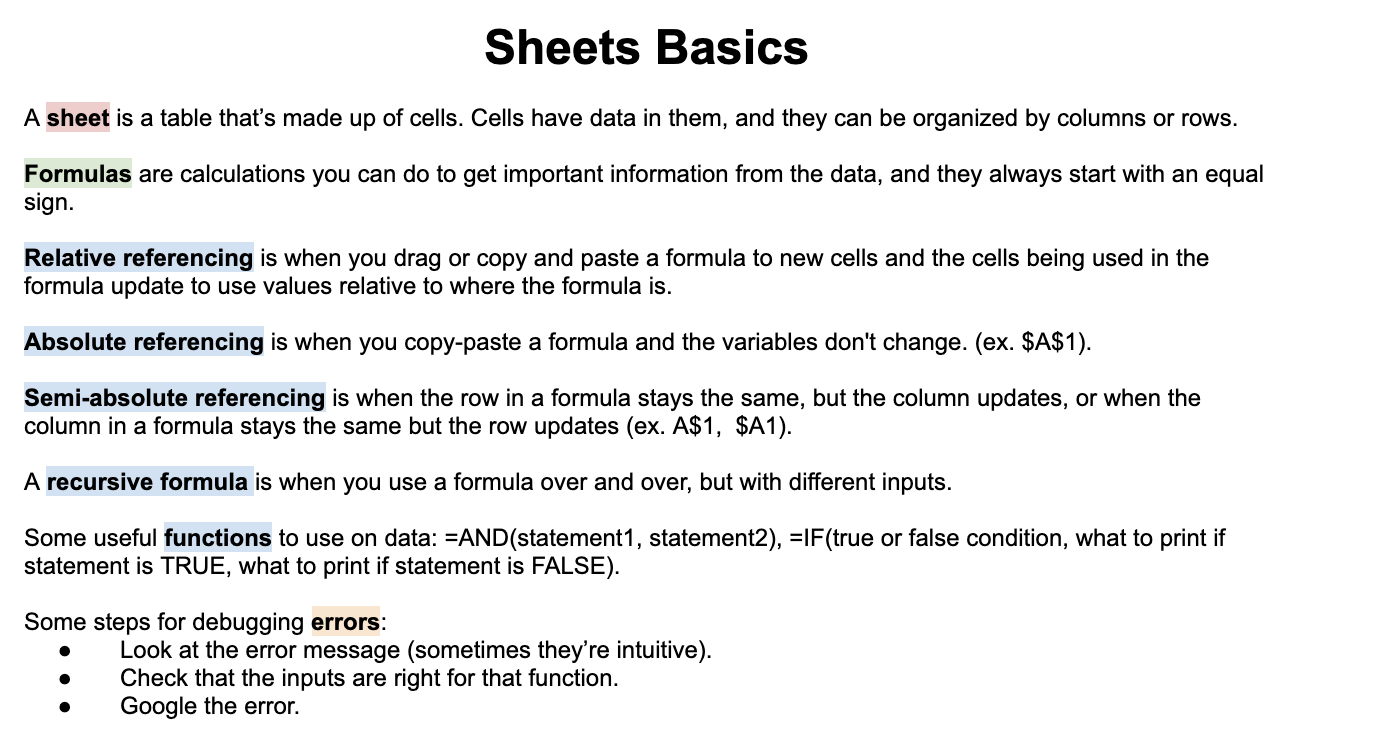 Sheets Basics
A sheet is a table that’s made up of cells. Cells have data in them, and they can be organized by columns or rows.
Formulas are calculations you can do to get important information from the data, and they always start with an equal
sign.
Relative referencing is when you drag or copy and paste a formula to new cells and the cells being used in the
formula update to use values relative to where the formula is.
Absolute referencing is when you copy-paste a formula and the variables don't change. (ex. $A$1).
Semi-absolute referencing is when the row in a formula stays the same, but the column updates, or when the
column in a formula stays the same but the row updates (ex. A$1,  $A1).
A recursive formula is when you use a formula over and over, but with different inputs.
Some useful functions to use on data: =AND(statement1, statement2), =IF(true or false condition, what to print if
statement is TRUE, what to print if statement is FALSE).
Some steps for debugging errors:
● Look at the error message (sometimes they’re intuitive).
● Check that the inputs are right for that function.
● Google the error.